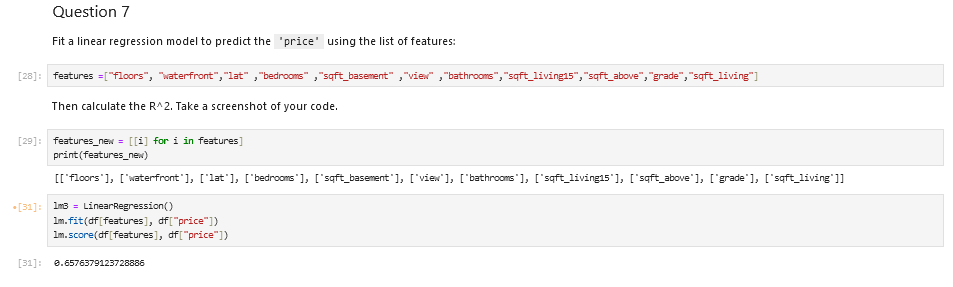 Question 7
Fit a linear regression model to predict the 'price' using the list of features:
[28]: features =["floors", "waterfront","lat" ,"bedrooms" ,"sqft_basement" ,"view" ,"bathrooms","sqft_living15","sqft_above","grade","sqft_living"]
Then calculate the R^2. Take a screenshot of your code.
[29]: features_new = [[i] for i in features]
print(features_new)
[['floors'], ['waterfront'], ['lat'], ['bedrooms'], ['sqft_basement'], ['view'], ['bathrooms'], ['sqft_living15'], ['sqft_above'], ['grade'], ['sqft_living']]
[31]: lm3 = LinearRegression()
lm.fit(df[features], df["price"])
lm.score(df[features], df["price"])
[31]: 0.6576379123728886